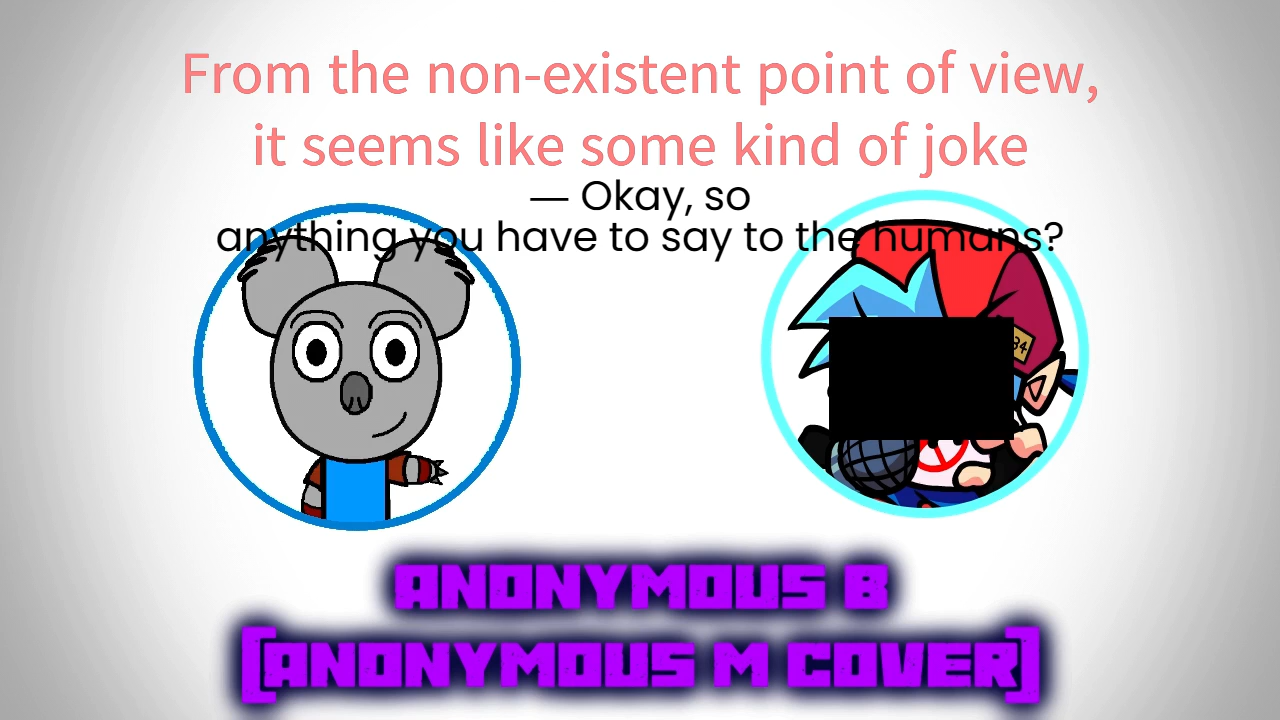 From the non-existent point of view,
it seems like some kind of joke
— Okay, so
anything you have to say to the humans?
ANONYMOUS B
[ANONYMOUS M COVER]